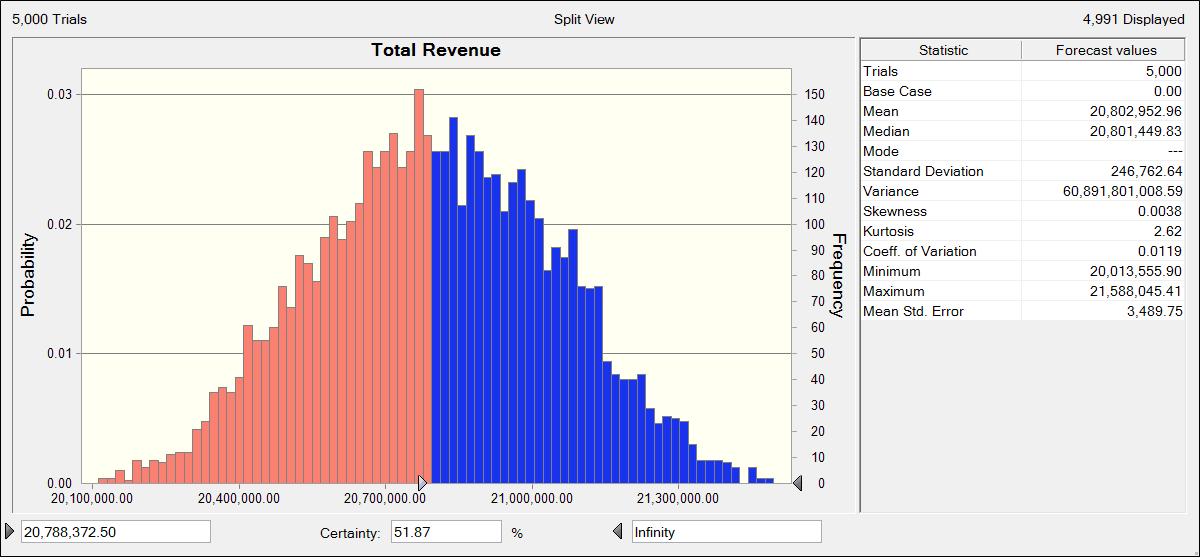 5,000 Trials Split View 4,991 Displayed
Total Revenue
Probability
0.03
0.02
0.01
0.00
150
140
130
120
110
100
90
80
70
60
50
40
30
20
10
0
Frequency
20,100,000.00 20,400,000.00 20,700,000.00 21,000,000.00 21,300,000.00
Statistic Forecast values
Trials 5,000
Base Case 0.00
Mean 20,802,952.96
Median 20,801,449.83
Mode ---
Standard Deviation 246,762.64
Variance 60,891,801,008.59
Skewness 0.0038
Kurtosis 2.62
Coeff. of Variation 0.0119
Minimum 20,013,555.90
Maximum 21,588,045.41
Mean Std. Error 3,489.75
20,788,372.50 Certainty: 51.87 % Infinity